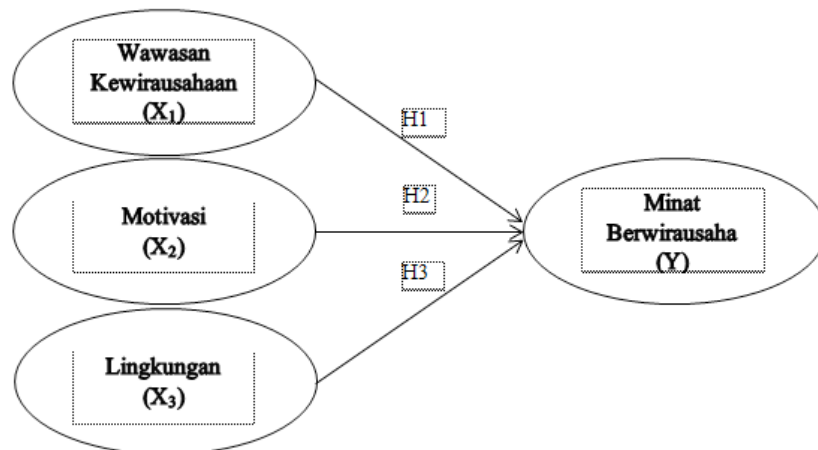 Wawasan
Kewirausahaan
(X₁)
H1
Motivasi
(X₂)
H2
Minat
Berwirausaha
(Y)
H3
Lingkungan
(X₃)